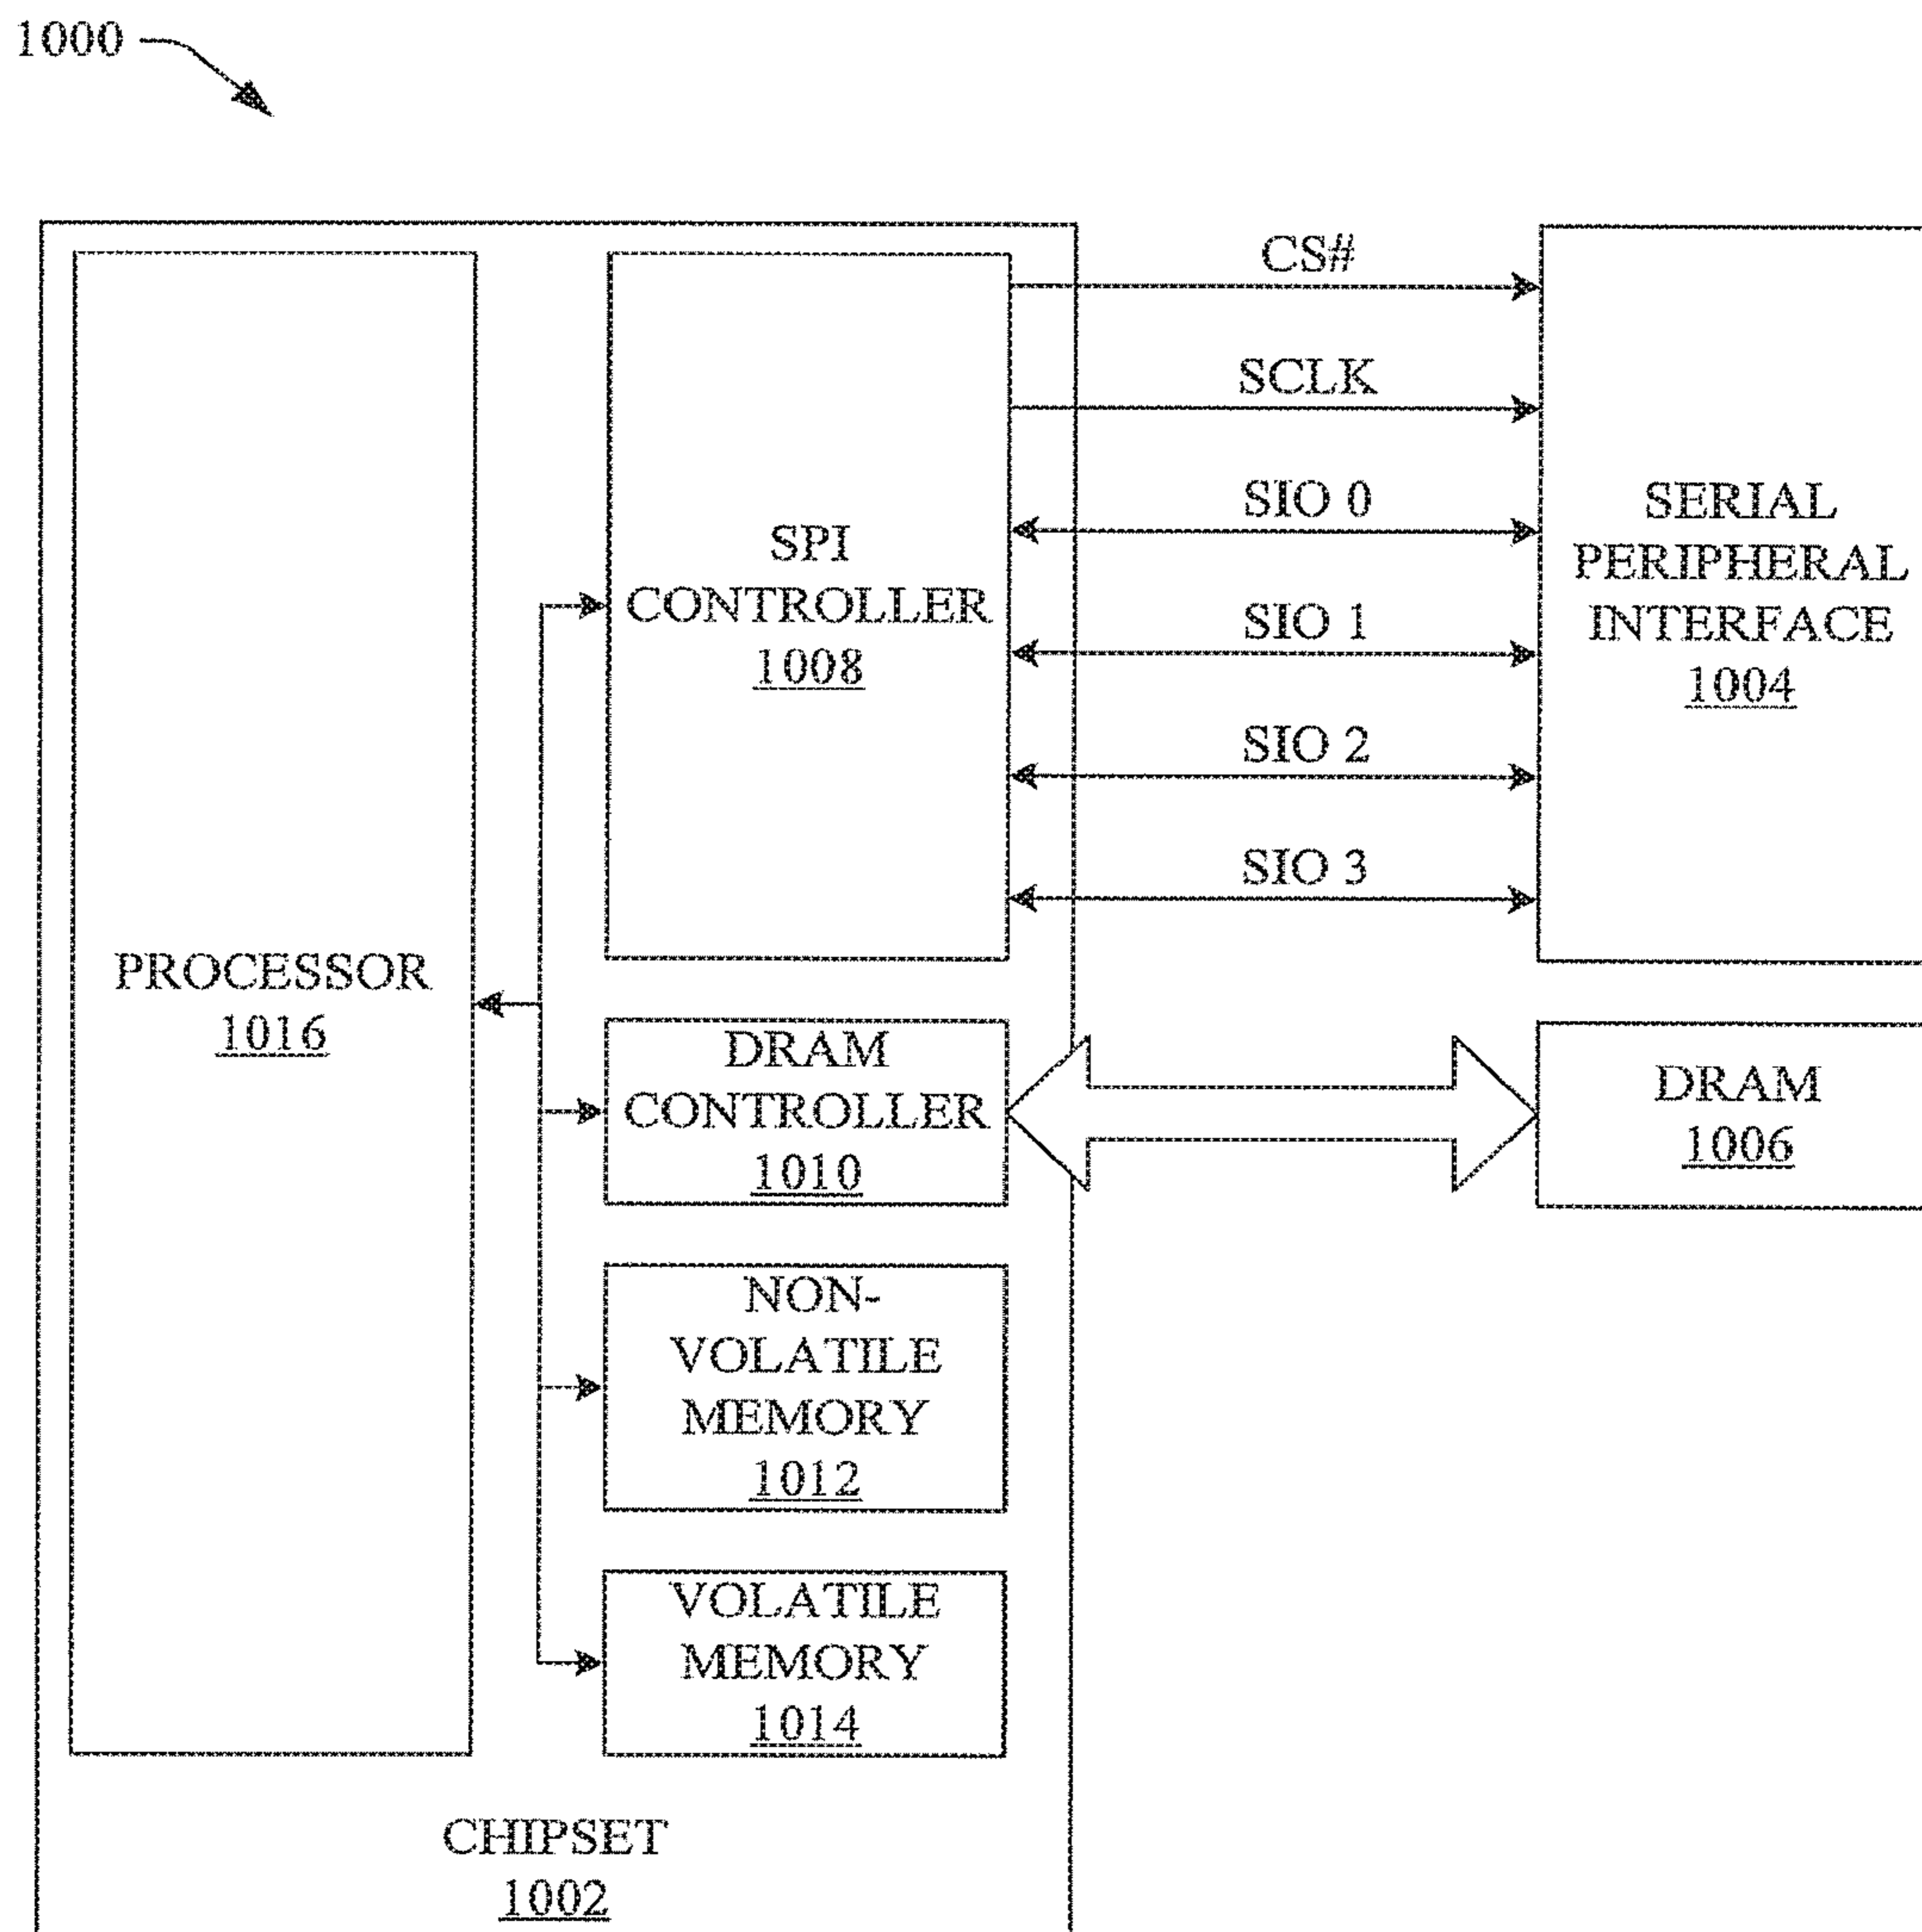 1000
CS#
SCLK
SIO 0
SIO 1
SIO 2
SIO 3
SPI
CONTROLLER
1008
SERIAL
PERIPHERAL
INTERFACE
1004
PROCESSOR
1016
DRAM
CONTROLLER
1010
DRAM
1006
NON-
VOLATILE
MEMORY
1012
VOLATILE
MEMORY
1014
CHIPSET
1002